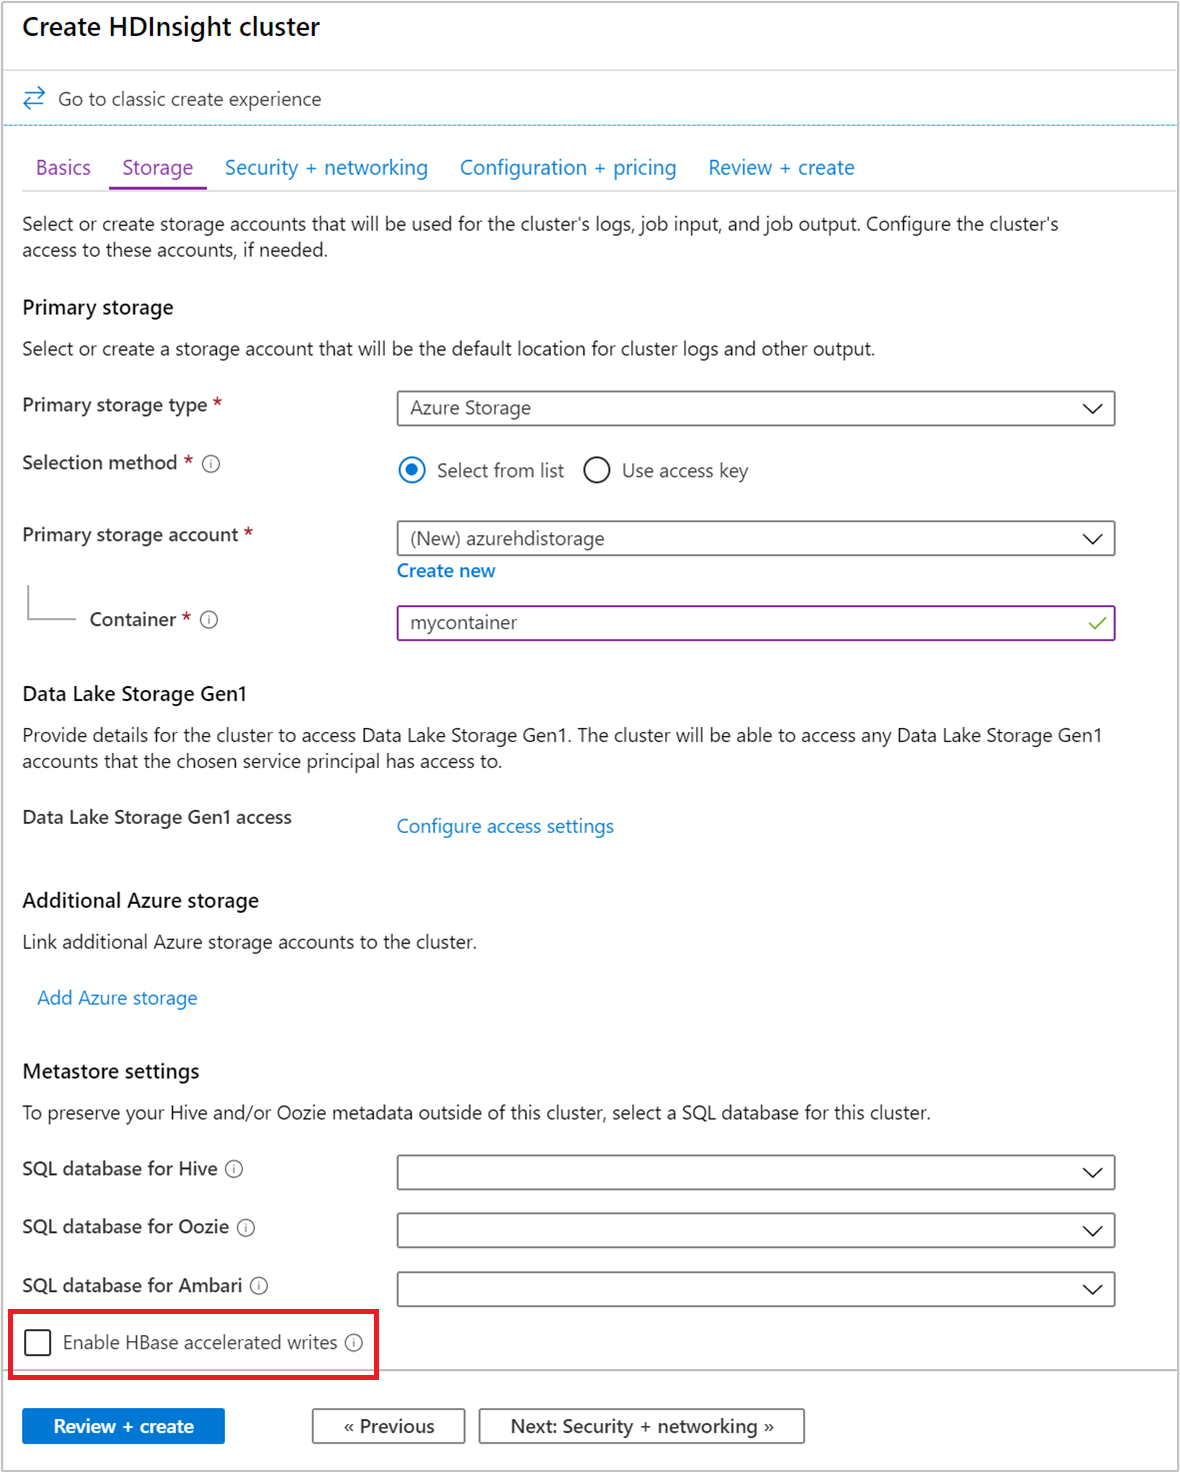 Create HDInsight cluster
Go to classic create experience
Basics Storage Security + networking Configuration + pricing Review + create
Select or create storage accounts that will be used for the cluster's logs, job input, and job output. Configure the cluster's
access to these accounts, if needed.
Primary storage
Select or create a storage account that will be the default location for cluster logs and other output.
Primary storage type * Azure Storage
Selection method * Select from list Use access key
Primary storage account * (New) azurehdistorage
Create new
Container * mycontainer
Data Lake Storage Gen1
Provide details for the cluster to access Data Lake Storage Gen1. The cluster will be able to access any Data Lake Storage Gen1
accounts that the chosen service principal has access to.
Data Lake Storage Gen1 access Configure access settings
Additional Azure storage
Link additional Azure storage accounts to the cluster.
Add Azure storage
Metastore settings
To preserve your Hive and/or Oozie metadata outside of this cluster, select a SQL database for this cluster.
SQL database for Hive
SQL database for Oozie
SQL database for Ambari
Enable HBase accelerated writes
Review + create « Previous Next: Security + networking »